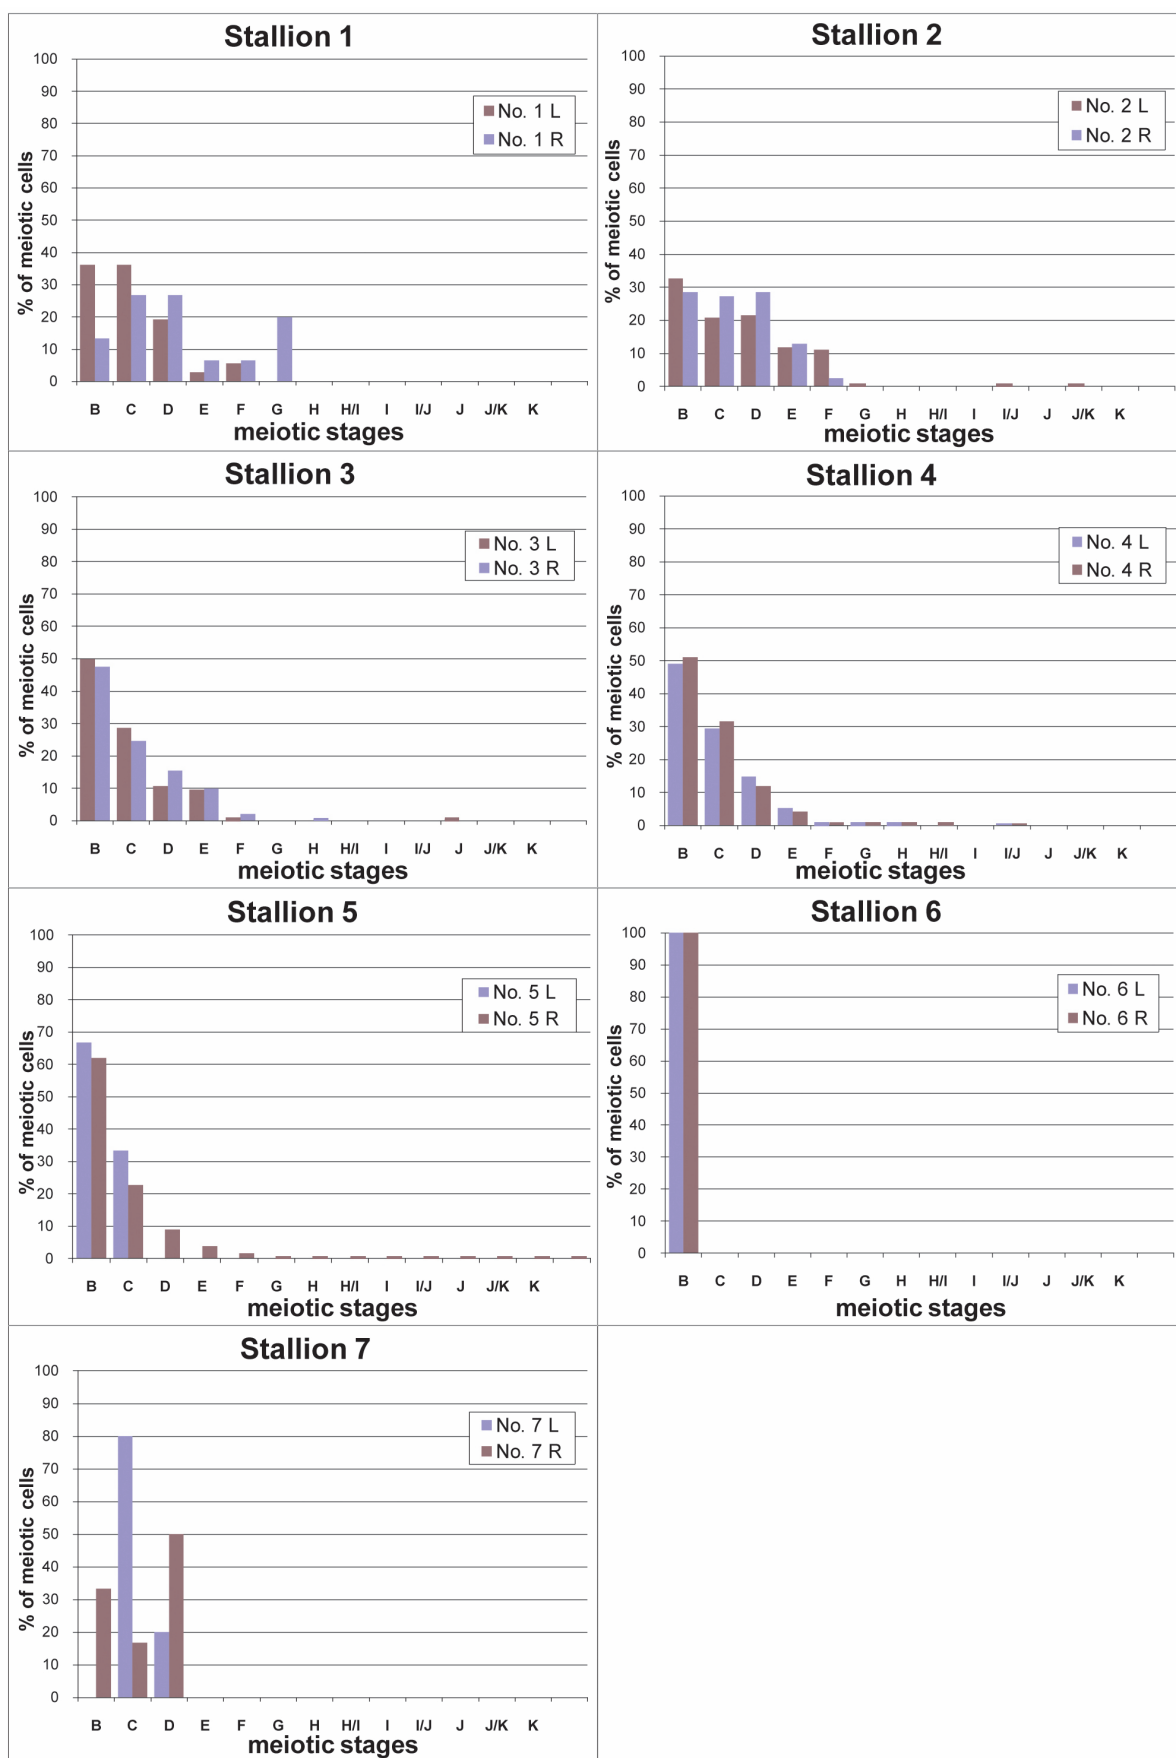 Stallion 1
100
90
80
70
60
50
40
30
20
10
0
% of meiotic cells
No. 1 L
No. 1 R
B C D E F G H H/I I I/J J J/K K
meiotic stages
Stallion 2
100
90
80
70
60
50
40
30
20
10
0
% of meiotic cells
No. 2 L
No. 2 R
B C D E F G H H/I I I/J J J/K K
meiotic stages
Stallion 3
100
90
80
70
60
50
40
30
20
10
0
% of meiotic cells
No. 3 L
No. 3 R
B C D E F G H H/I I I/J J J/K K
meiotic stages
Stallion 4
100
90
80
70
60
50
40
30
20
10
0
% of meiotic cells
No. 4 L
No. 4 R
B C D E F G H H/I I I/J J J/K K
meiotic stages
Stallion 5
100
90
80
70
60
50
40
30
20
10
0
% of meiotic cells
No. 5 L
No. 5 R
B C D E F G H H/I I I/J J J/K K
meiotic stages
Stallion 6
100
90
80
70
60
50
40
30
20
10
0
% of meiotic cells
No. 6 L
No. 6 R
B C D E F H H/I I I/J J J/K K
meiotic stages
Stallion 7
100
90
80
70
60
50
40
30
20
10
0
% of meiotic cells
No. 7 L
No. 7 R
B C D E F G H H/I I I/J J J/K K
meiotic stages